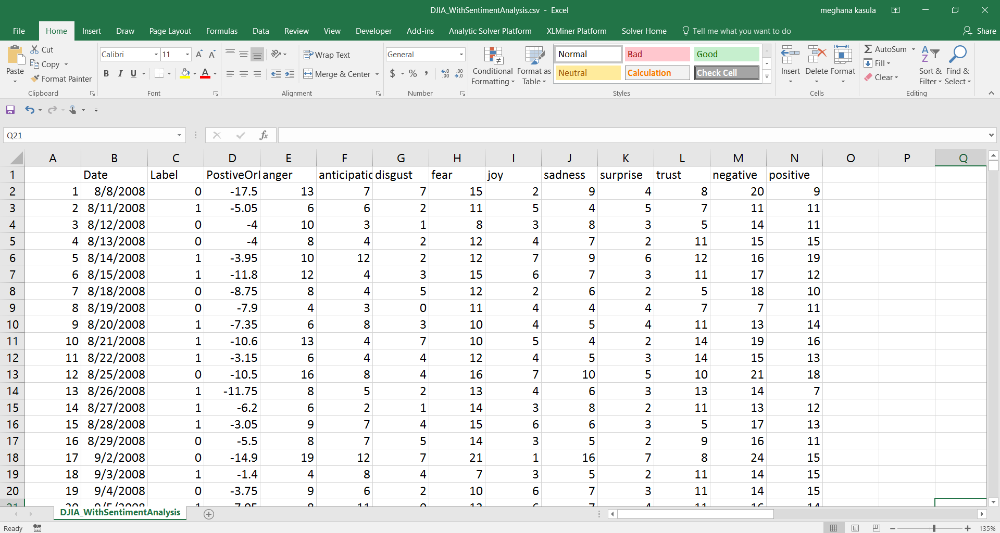 DJIA_WithSentimentAnalysis.csv - Excel
meghana kasula
File Home Insert Draw Page Layout Formulas Data Review View Developer Add-ins Analytic Solver Platform XLMiner Platform Solver Home Tell me what you want to do Share
Paste
Cut
Copy
Format Painter
Clipboard
Calibri 11
B I U
Font
Wrap Text
Merge & Center
Alignment
General
$ % ,
Number
Conditional Formatting
Format as Table
Normal Bad Good
Neutral Calculation Check Cell
Styles
Insert Delete Format
Cells
AutoSum
Fill
Clear
Sort & Filter
Find & Select
Editing
Q21 fx
A B C D E F G H I J K L M N O P Q
1 Date Label PostiveOr anger anticipatio disgust fear joy sadness surprise trust negative positive
2 1 8/8/2008 0 -17.5 13 7 7 15 2 9 4 8 20 9
3 2 8/11/2008 1 -5.05 6 6 2 11 5 4 5 7 11 11
4 3 8/12/2008 0 -4 10 3 1 8 3 8 3 5 14 11
5 4 8/13/2008 0 -4 8 4 2 12 4 7 2 11 15 15
6 5 8/14/2008 1 -3.95 10 12 2 12 7 9 6 12 16 19
7 6 8/15/2008 1 -11.8 12 4 3 15 6 7 3 11 17 12
8 7 8/18/2008 0 -8.75 8 4 5 12 2 6 2 5 18 10
9 8 8/19/2008 0 -7.9 4 3 0 11 4 4 4 7 7 11
10 9 8/20/2008 1 -7.35 6 8 3 10 4 5 4 11 13 14
11 10 8/21/2008 1 -10.6 13 4 7 10 5 4 2 14 19 16
12 11 8/22/2008 1 -3.15 6 4 4 12 4 5 3 14 15 13
13 12 8/25/2008 0 -10.5 16 8 4 16 7 10 5 10 21 18
14 13 8/26/2008 1 -11.75 8 5 2 13 4 6 3 13 14 7
15 14 8/27/2008 1 -6.2 6 2 1 14 3 8 2 11 13 12
16 15 8/28/2008 1 -3.05 9 7 4 15 6 6 3 5 17 13
17 16 8/29/2008 0 -5.5 8 7 5 14 3 5 2 9 16 11
18 17 9/2/2008 0 -14.9 19 12 7 21 1 16 7 8 24 15
19 18 9/3/2008 1 -1.4 4 8 4 7 3 5 2 11 14 15
20 19 9/4/2008 0 -3.75 9 6 2 10 6 7 3 11 14 15
DJIA_WithSentimentAnalysis
Ready 135%